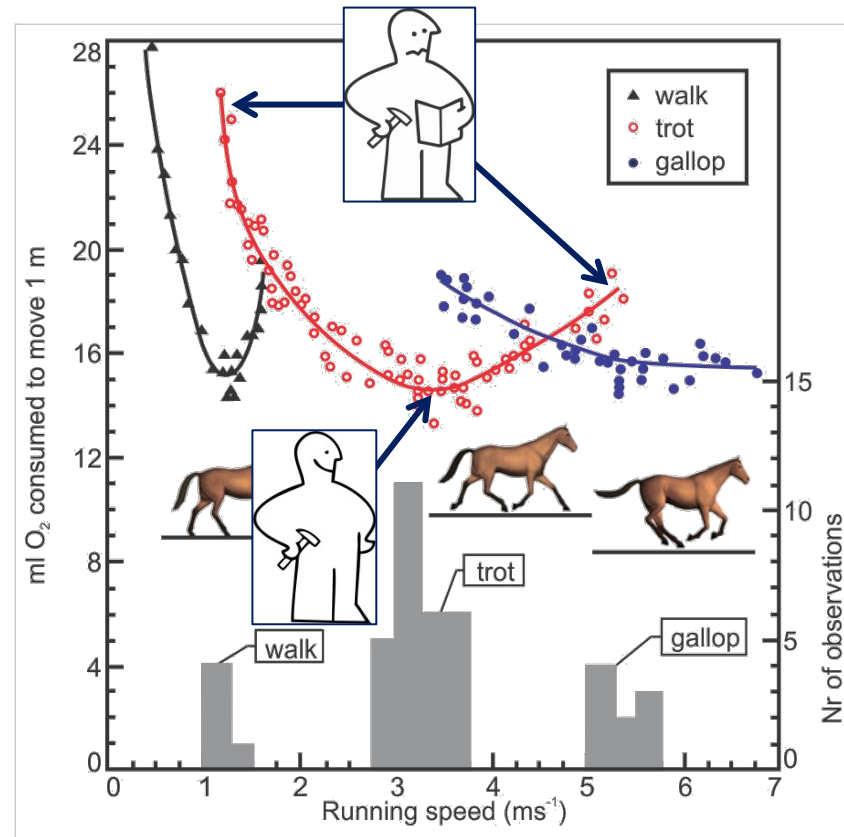 28
24
20
16
12
8
4
0
ml O₂ consumed to move 1 m
walk
trot
gallop
15
10
5
0
Nr of observations
walk
trot
gallop
0 1 2 3 4 5 6 7
Running speed (ms⁻¹)